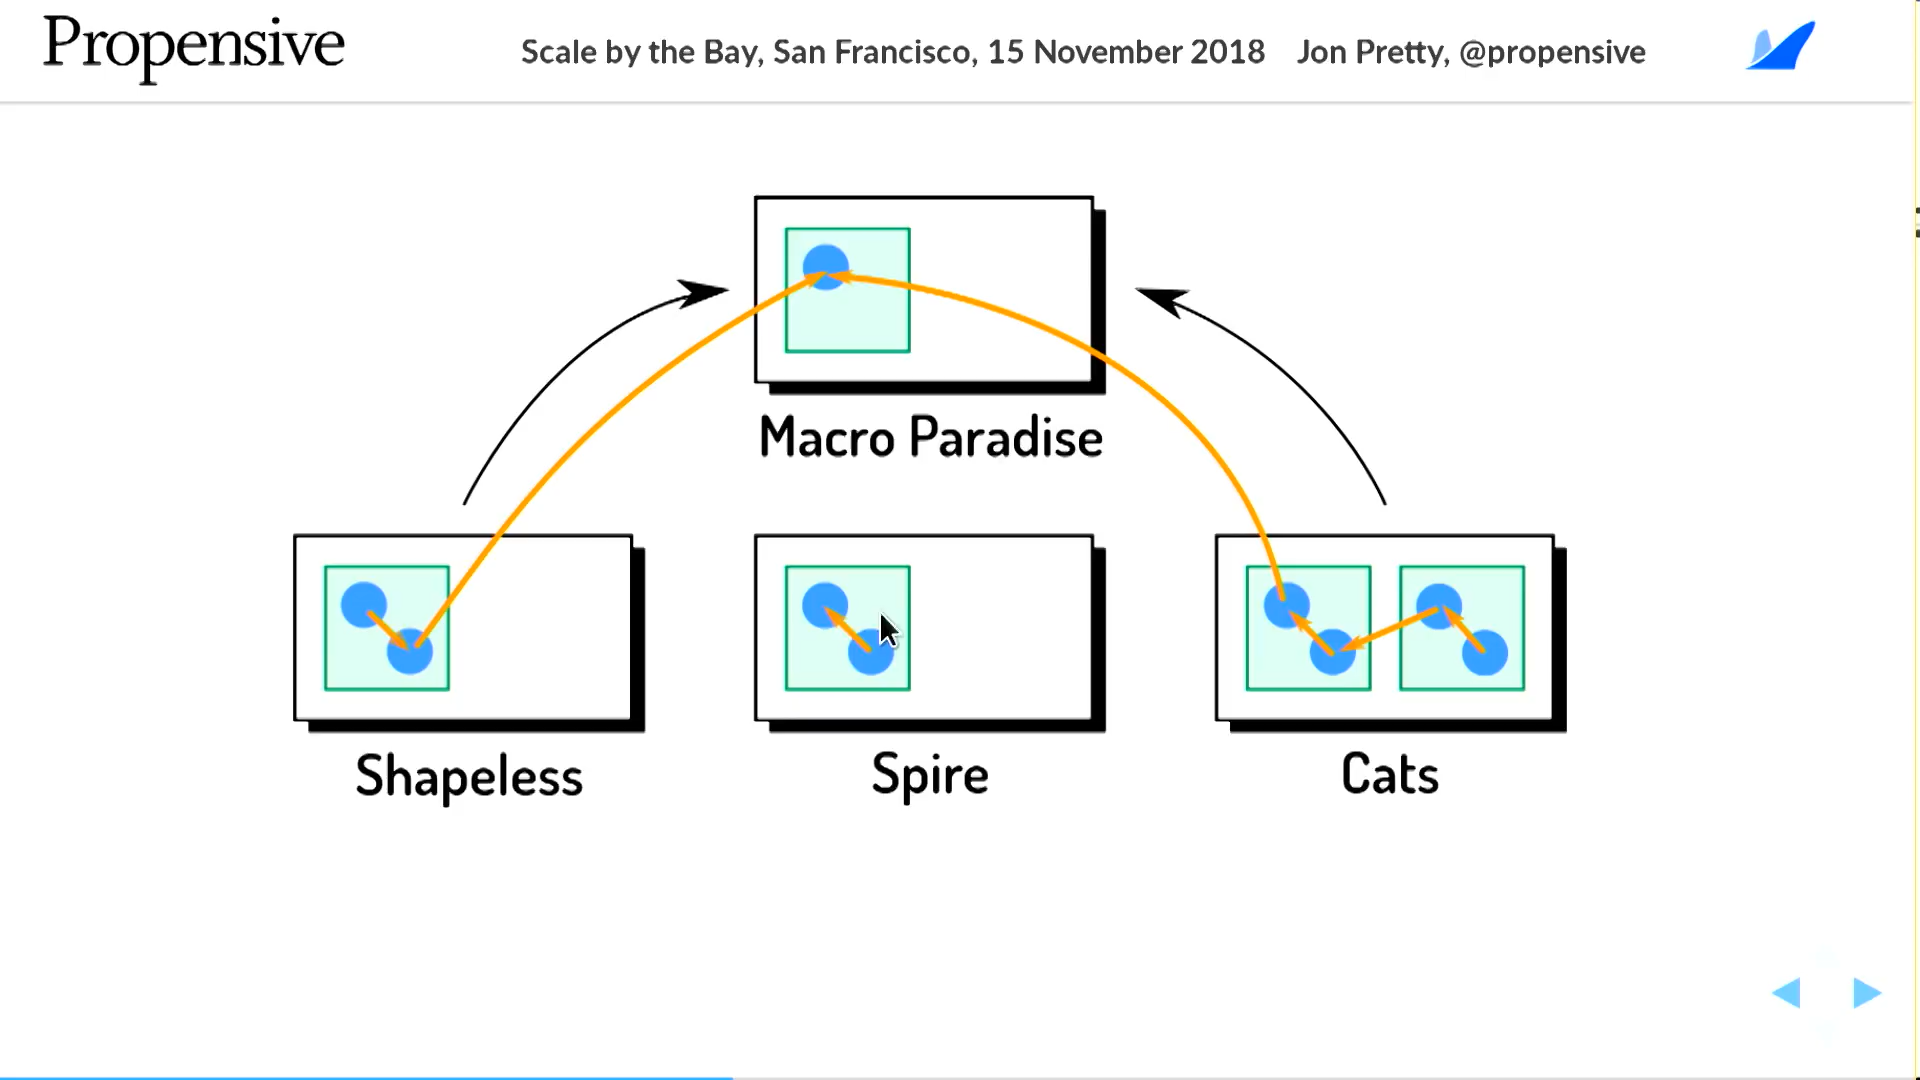 Propensive
Scale by the Bay, San Francisco, 15 November 2018 Jon Pretty, @propensive
Macro Paradise
Shapeless
Spire
Cats